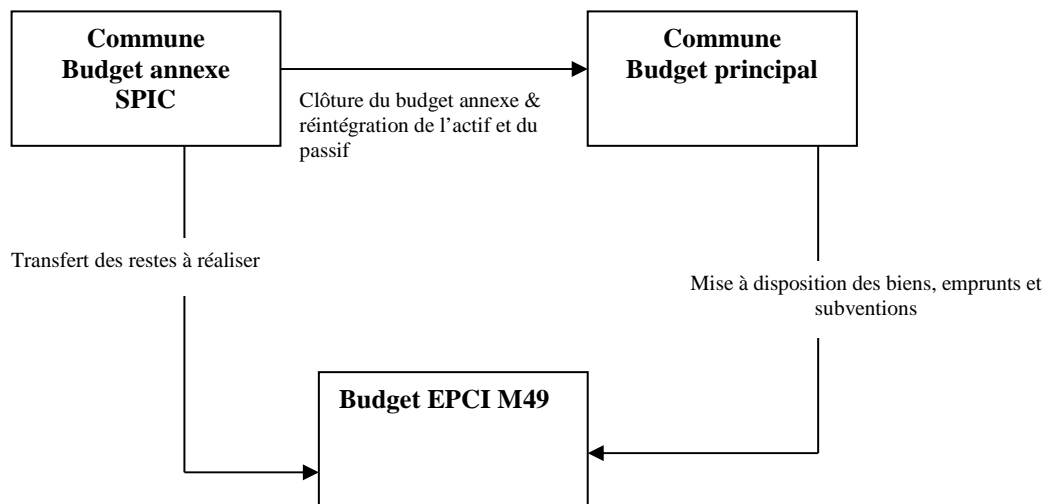 Commune
Budget annexe
SPIC
Commune
Budget principal
Clôture du budget annexe &
réintégration de l’actif et du
passif
Transfert des restes à réaliser
Mise à disposition des biens, emprunts et
subventions
Budget EPCI M49